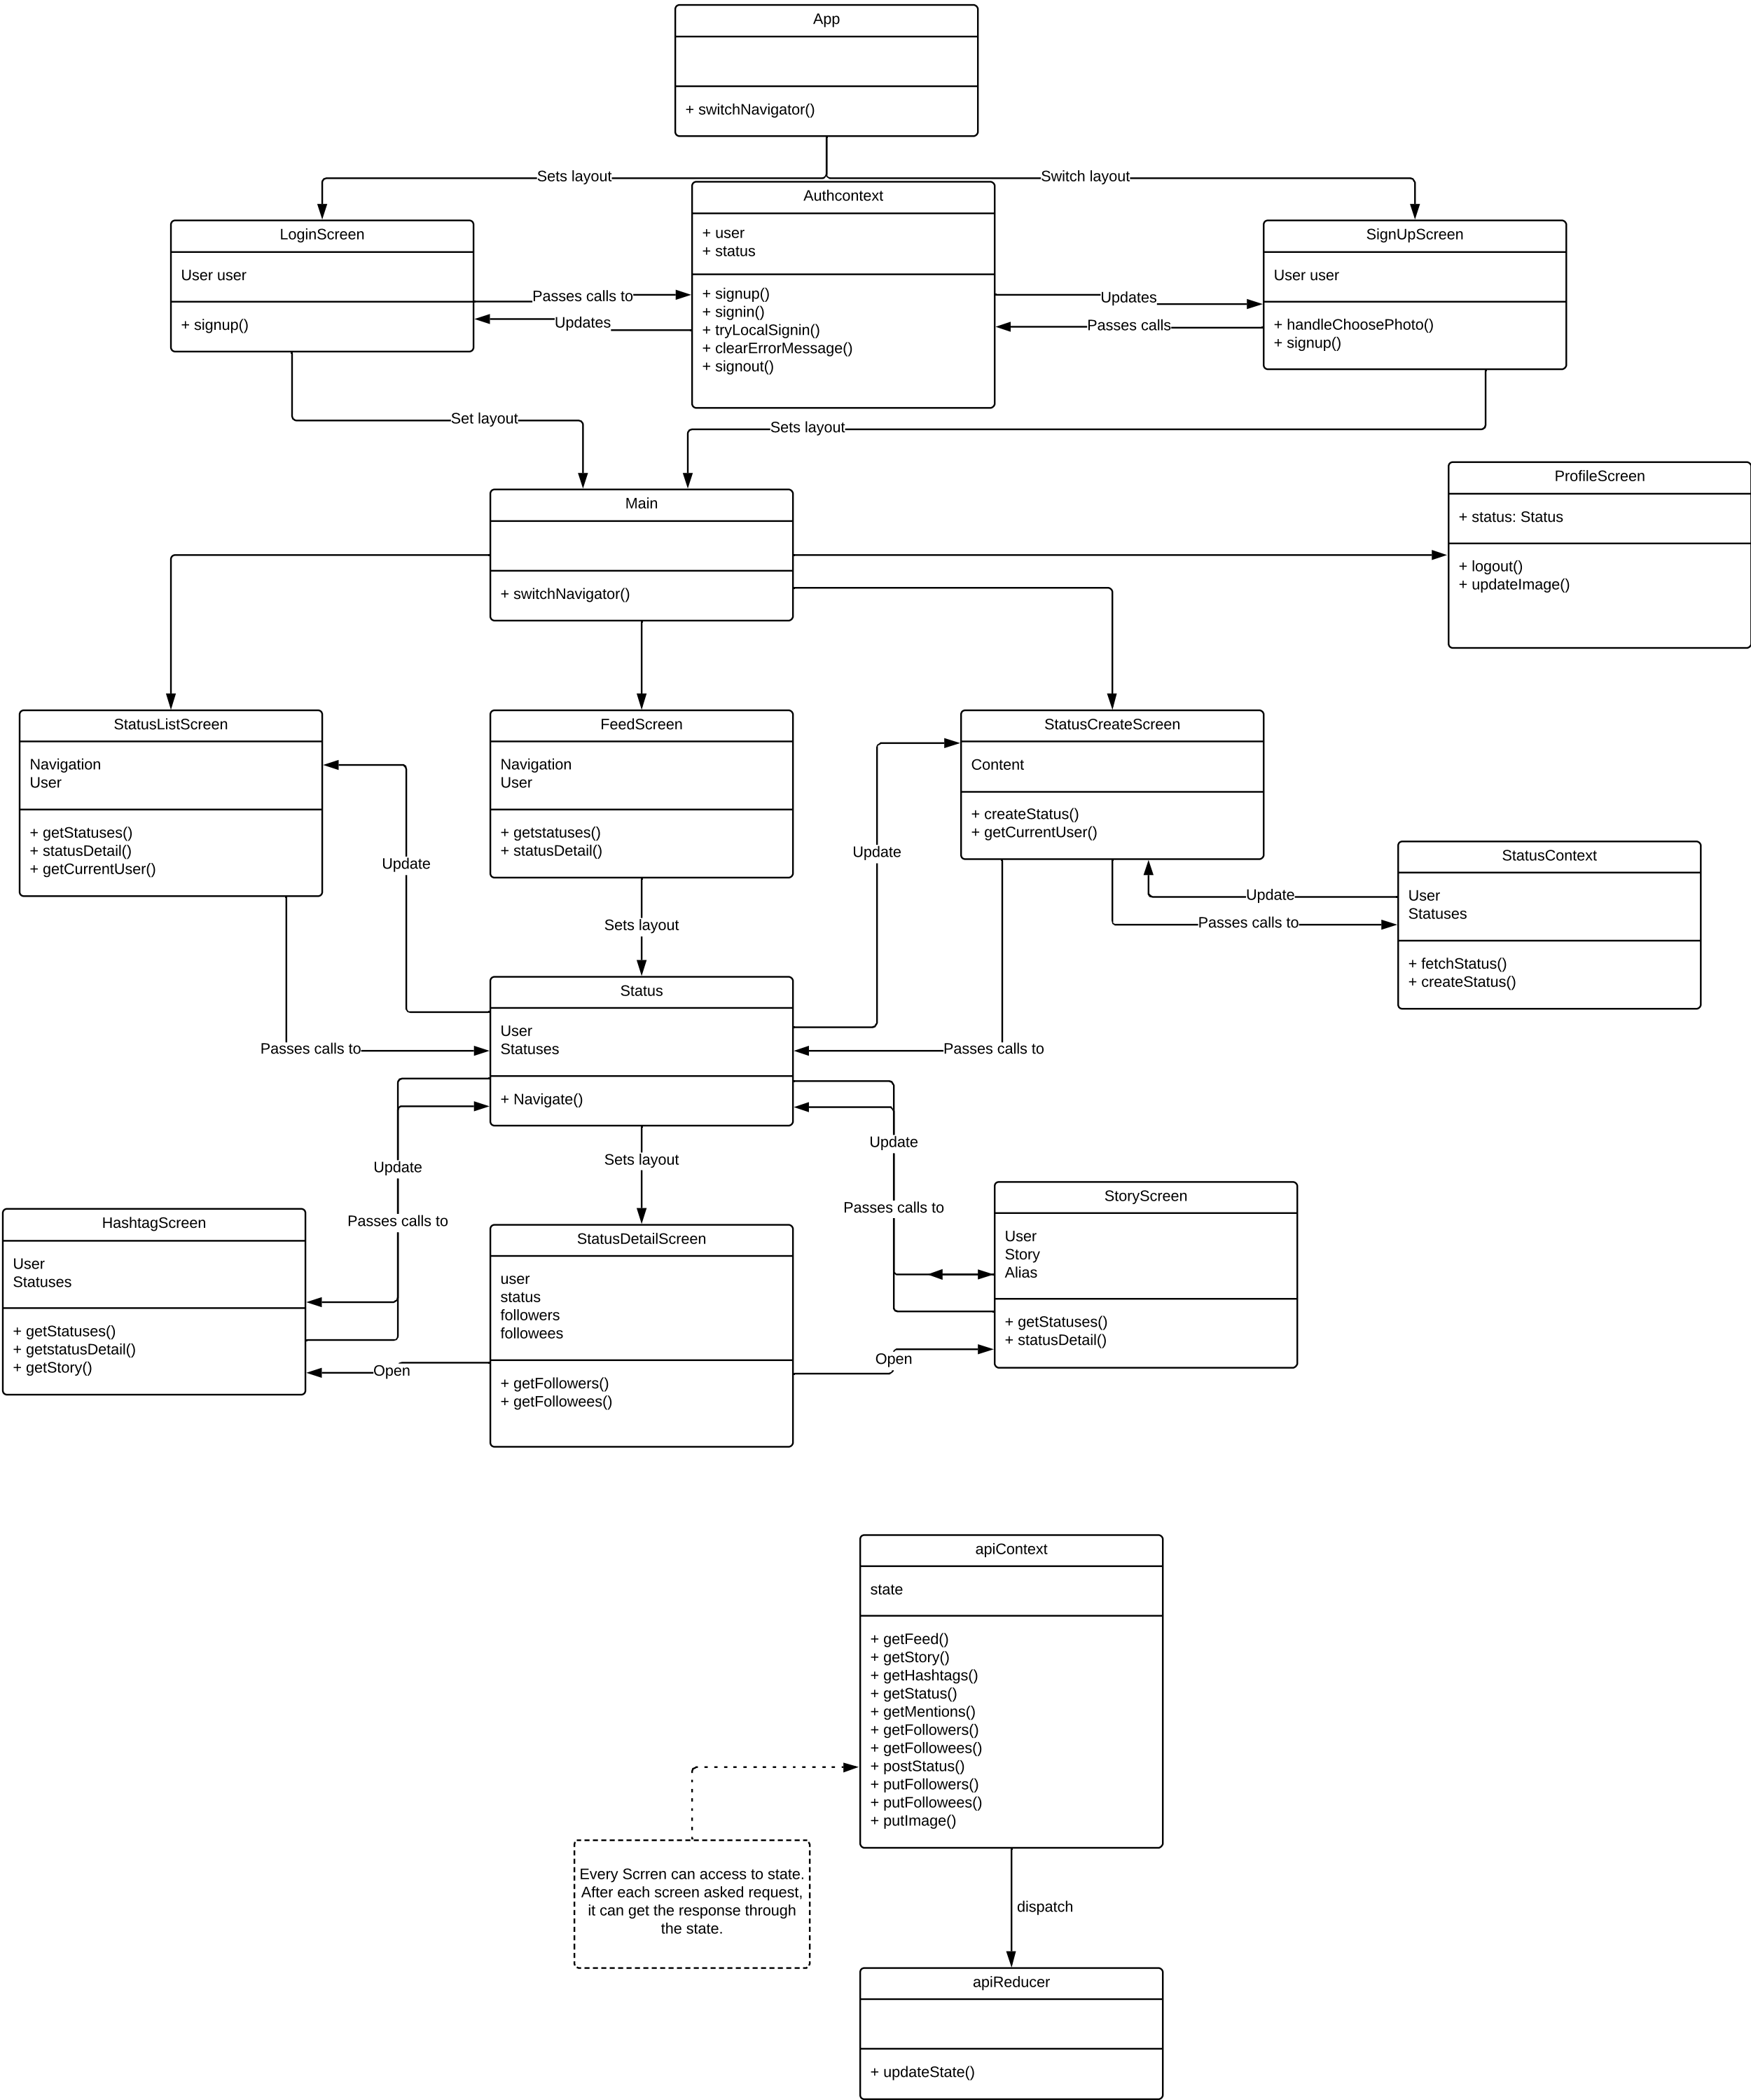 App
+ switchNavigator()
Sets layout
Switch layout
Authcontext
+ user
+ status
+ signup()
+ signin()
+ tryLocalSignin()
+ clearErrorMessage()
+ signout()
LoginScreen
User user
+ signup()
SignUpScreen
User user
+ handleChoosePhoto()
+ signup()
Passes calls to
Updates
Updates
Passes calls
Set layout
Sets layout
Main
+ switchNavigator()
ProfileScreen
+ status: Status
+ logout()
+ updateImage()
StatusListScreen
Navigation
User
+ getStatuses()
+ statusDetail()
+ getCurrentUser()
FeedScreen
Navigation
User
+ getstatuses()
+ statusDetail()
StatusCreateScreen
Content
+ createStatus()
+ getCurrentUser()
StatusContext
User
Statuses
+ fetchStatus()
+ createStatus()
Update
Update
Update
Passes calls to
Sets layout
Status
User
Statuses
+ Navigate()
Passes calls to
Passes calls to
Update
Passes calls to
Sets layout
Update
Passes calls to
HashtagScreen
User
Statuses
+ getStatuses()
+ getstatusDetail()
+ getStory()
StatusDetailScreen
user
status
followers
followees
+ getFollowers()
+ getFollowees()
StoryScreen
User
Story
Alias
+ getStatuses()
+ statusDetail()
Open
Open
apiContext
state
+ getFeed()
+ getStory()
+ getHashtags()
+ getStatus()
+ getMentions()
+ getFollowers()
+ getFollowees()
+ postStatus()
+ putFollowers()
+ putFollowees()
+ putImage()
Every Scrren can access to state.
After each screen asked request,
it can get the response through
the state.
dispatch
apiReducer
+ updateState()